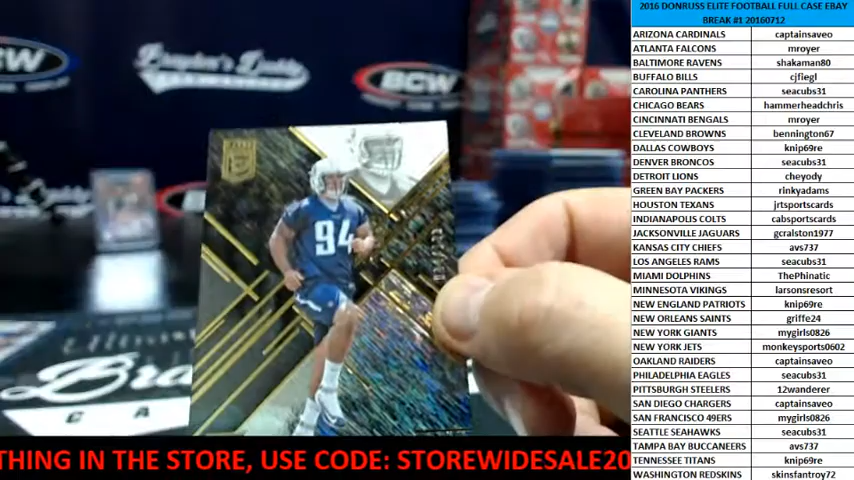 2016 DONRUSS ELITE FOOTBALL FULL CASE EBAY
BREAK #1 20160712
ARIZONA CARDINALS captainsaveo
ATLANTA FALCONS mroyer
BALTIMORE RAVENS shakaman80
BUFFALO BILLS cjfiegl
CAROLINA PANTHERS seacubs31
CHICAGO BEARS hammerheadchris
CINCINNATI BENGALS mroyer
CLEVELAND BROWNS bennington67
DALLAS COWBOYS knip69re
DENVER BRONCOS seacubs31
DETROIT LIONS cheyody
GREEN BAY PACKERS rinkyadams
HOUSTON TEXANS jrtsportscards
INDIANAPOLIS COLTS cabsportscards
JACKSONVILLE JAGUARS gcralston1977
KANSAS CITY CHIEFS avs737
LOS ANGELES RAMS seacubs31
MIAMI DOLPHINS ThePhinatic
MINNESOTA VIKINGS larsonsresort
NEW ENGLAND PATRIOTS knip69re
NEW ORLEANS SAINTS griffe24
NEW YORK GIANTS mygirls0826
NEW YORK JETS monkeysports0602
OAKLAND RAIDERS captainsaveo
PHILADELPHIA EAGLES seacubs31
PITTSBURGH STEELERS 12wanderer
SAN DIEGO CHARGERS captainsaveo
SAN FRANCISCO 49ERS mygirls0826
SEATTLE SEAHAWKS seacubs31
TAMPA BAY BUCCANEERS avs737
TENNESSEE TITANS knip69re
WASHINGTON REDSKINS skinsfantroy72
BCW
ELITE
94
THING IN THE STORE, USE CODE: STOREWIDESALE20